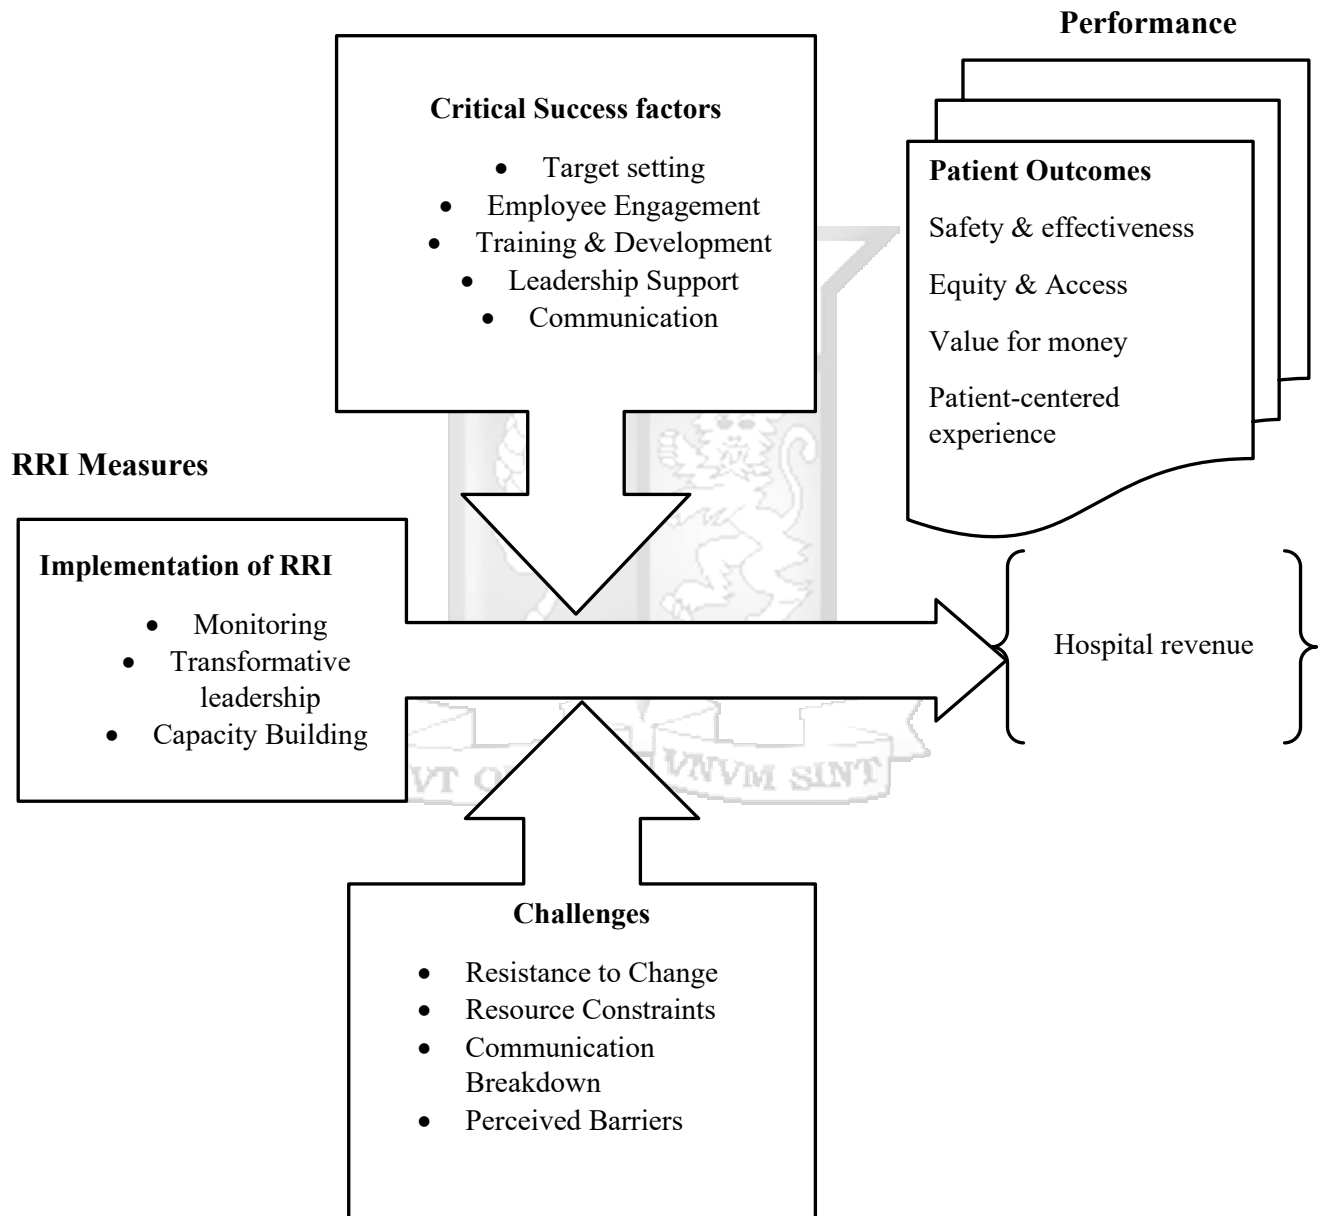 Performance
Critical Success factors
• Target setting
• Employee Engagement
• Training & Development
• Leadership Support
• Communication
Patient Outcomes
Safety & effectiveness
Equity & Access
Value for money
Patient-centered
experience
RRI Measures
Implementation of RRI
• Monitoring
• Transformative
leadership
• Capacity Building
Hospital revenue
VT
VNVM SINT
Challenges
• Resistance to Change
• Resource Constraints
• Communication
Breakdown
• Perceived Barriers